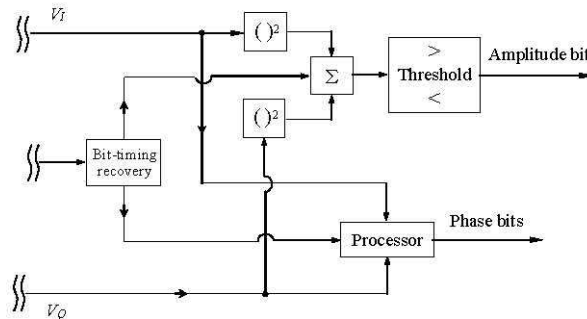 V_I
( )²
>
Threshold
<
Amplitude bit
Σ
( )²
Bit-timing
recovery
Phase bits
Processor
V_Q